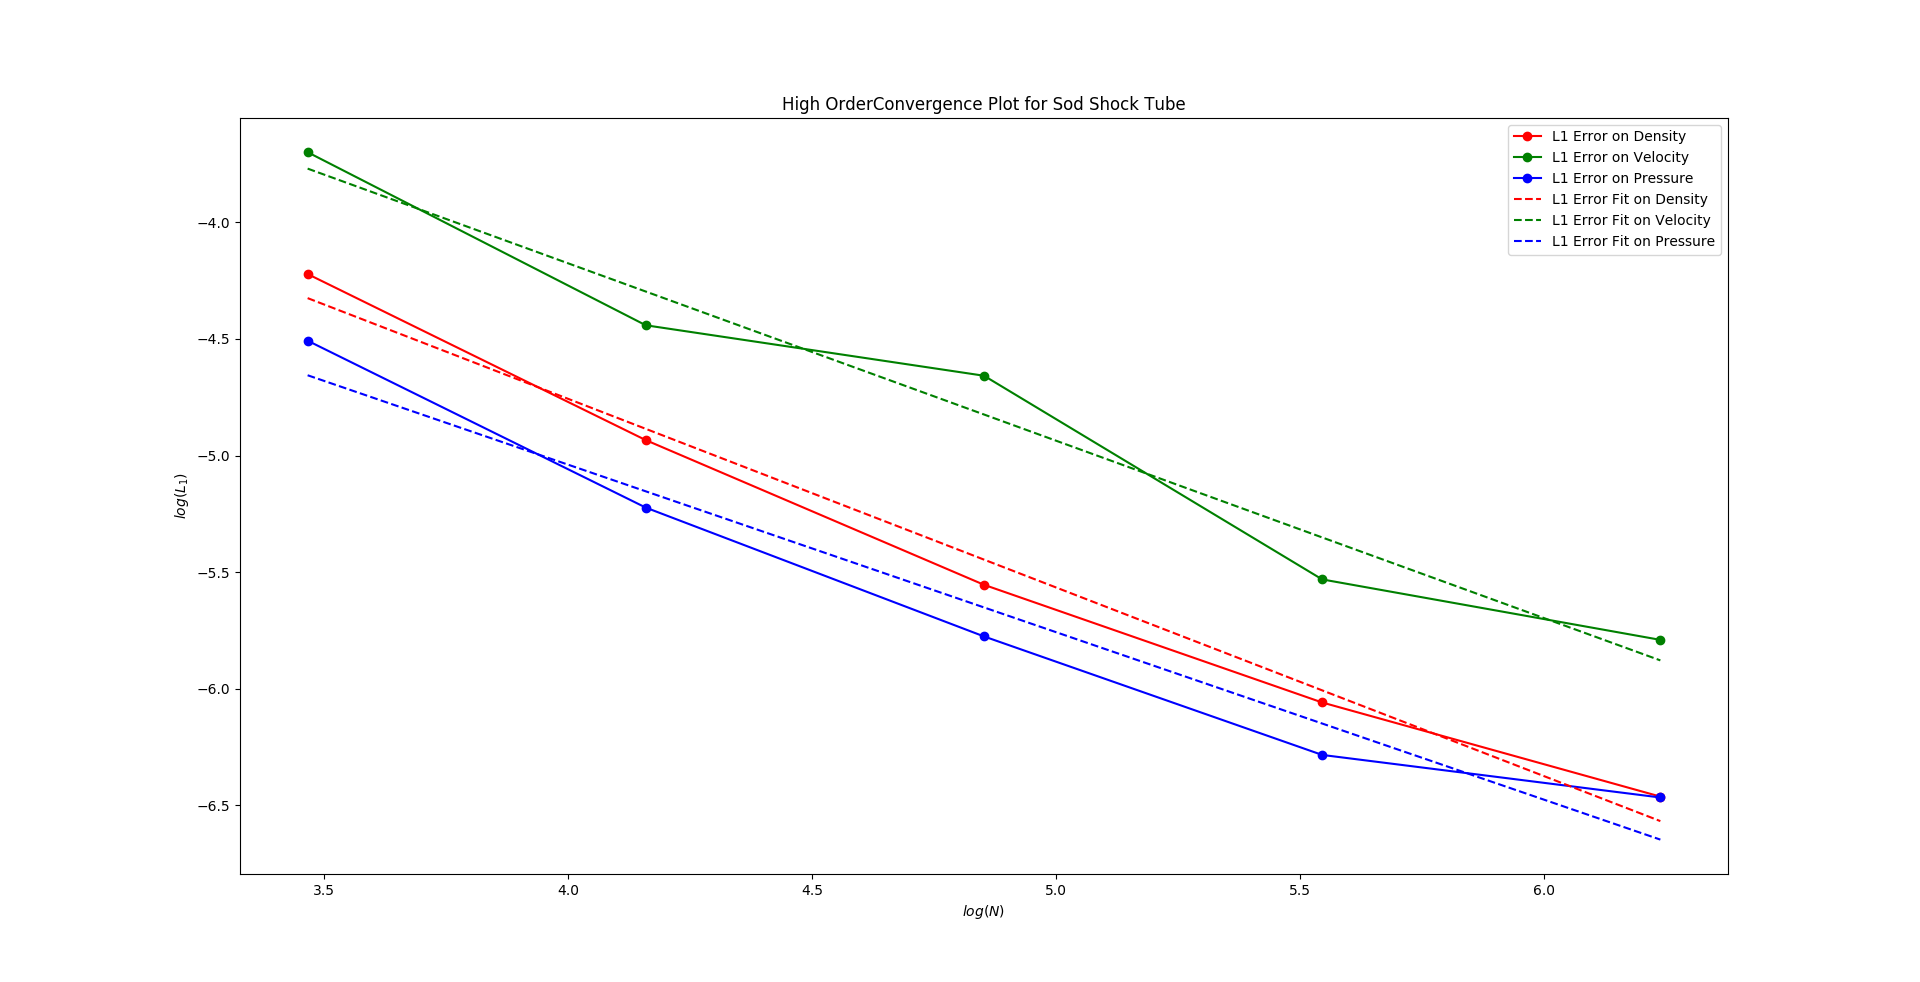 High OrderConvergence Plot for Sod Shock Tube
L1 Error on Density
L1 Error on Velocity
L1 Error on Pressure
L1 Error Fit on Density
L1 Error Fit on Velocity
L1 Error Fit on Pressure
−4.0
−4.5
−5.0
−5.5
−6.0
−6.5
log(L₁)
3.5 4.0 4.5 5.0 5.5 6.0
log(N)